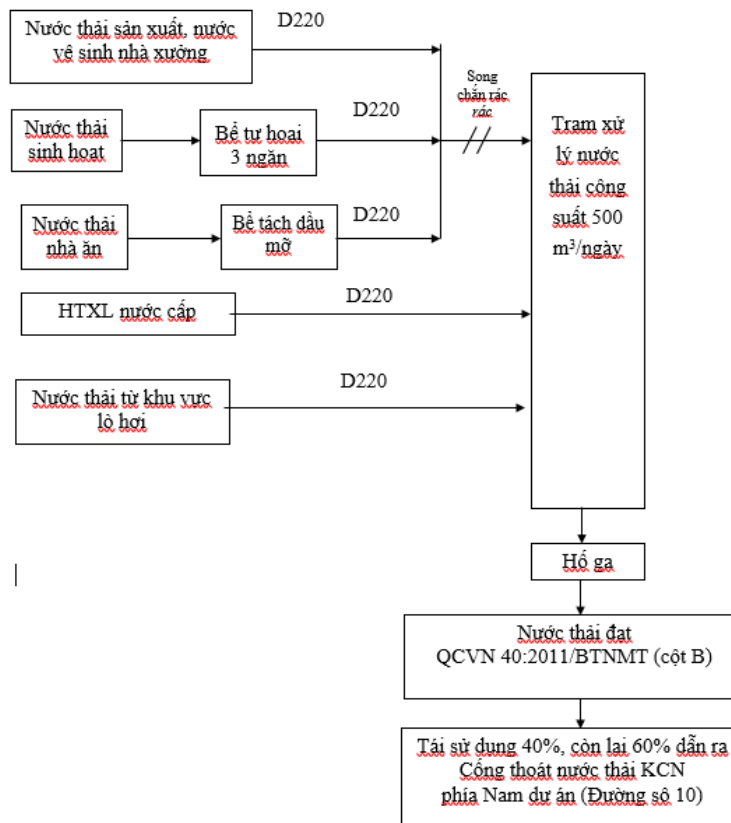 Nước thải sản xuất, nước
vệ sinh nhà xưởng
D220
Nước thải
sinh hoạt
Bể tự hoại
3 ngăn
D220
Song
chắn rác
rác
Nước thải
nhà ăn
Bể tách dầu
mỡ
D220
HTXL nước cấp
D220
Nước thải từ khu vực
lò hơi
D220
Trạm xử
lý nước
thải công
suất 500
m³/ngày
Hố ga
Nước thải đạt
QCVN 40:2011/BTNMT (cột B)
Tái sử dụng 40%, còn lại 60% dẫn ra
Cống thoát nước thải KCN
phía Nam dự án (Đường số 10)